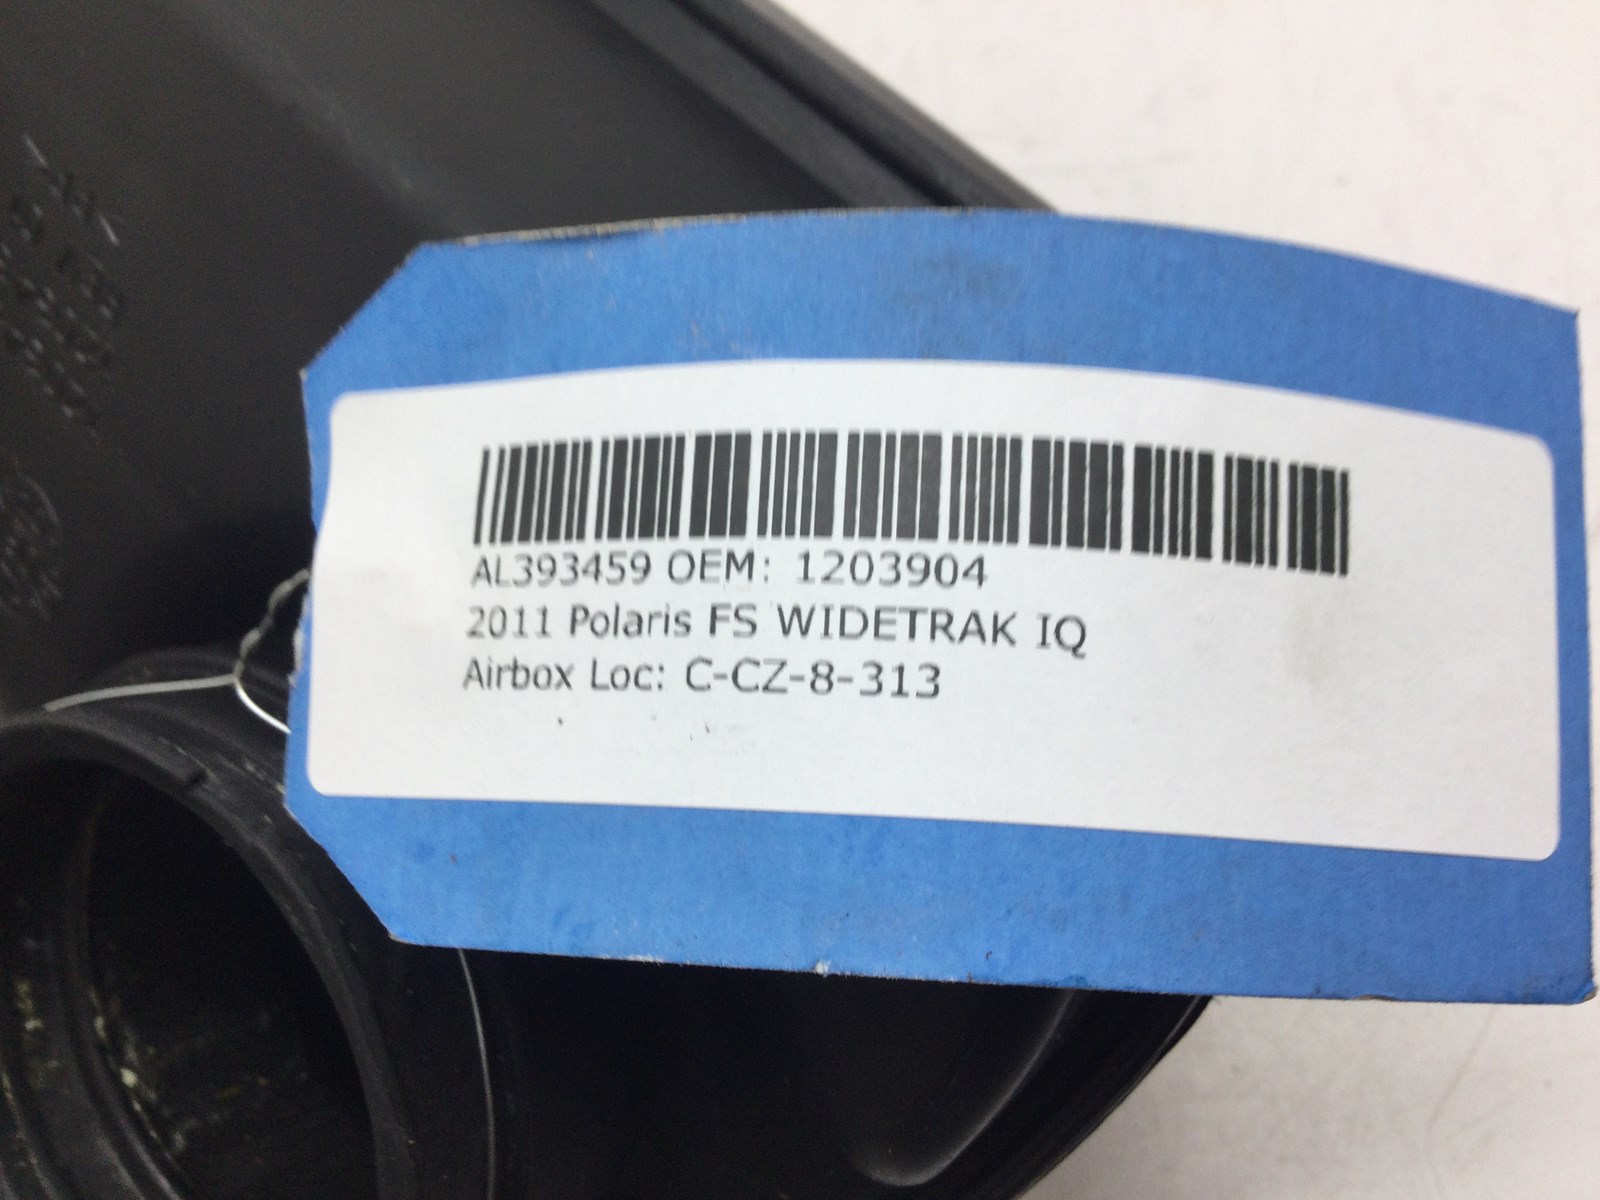 AL393459 OEM: 1203904
2011 Polaris FS WIDETRAK IQ
Airbox Loc: C-CZ-8-313